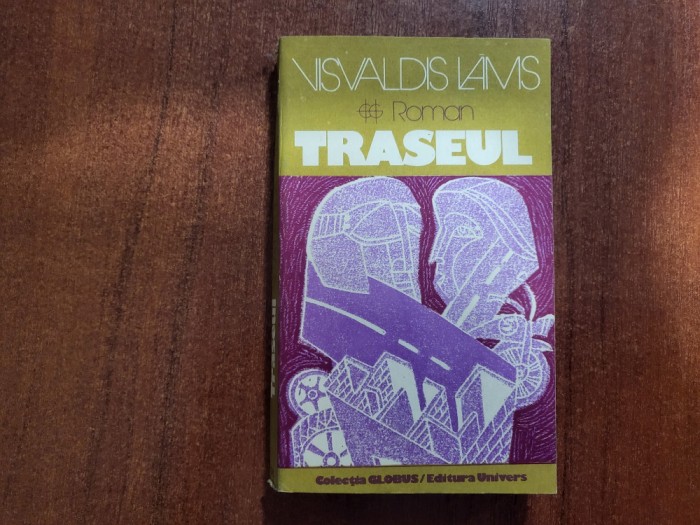 VISVALDIS LĀMS
Roman
TRASEUL
Colecția GLOBUS/Editura Univers